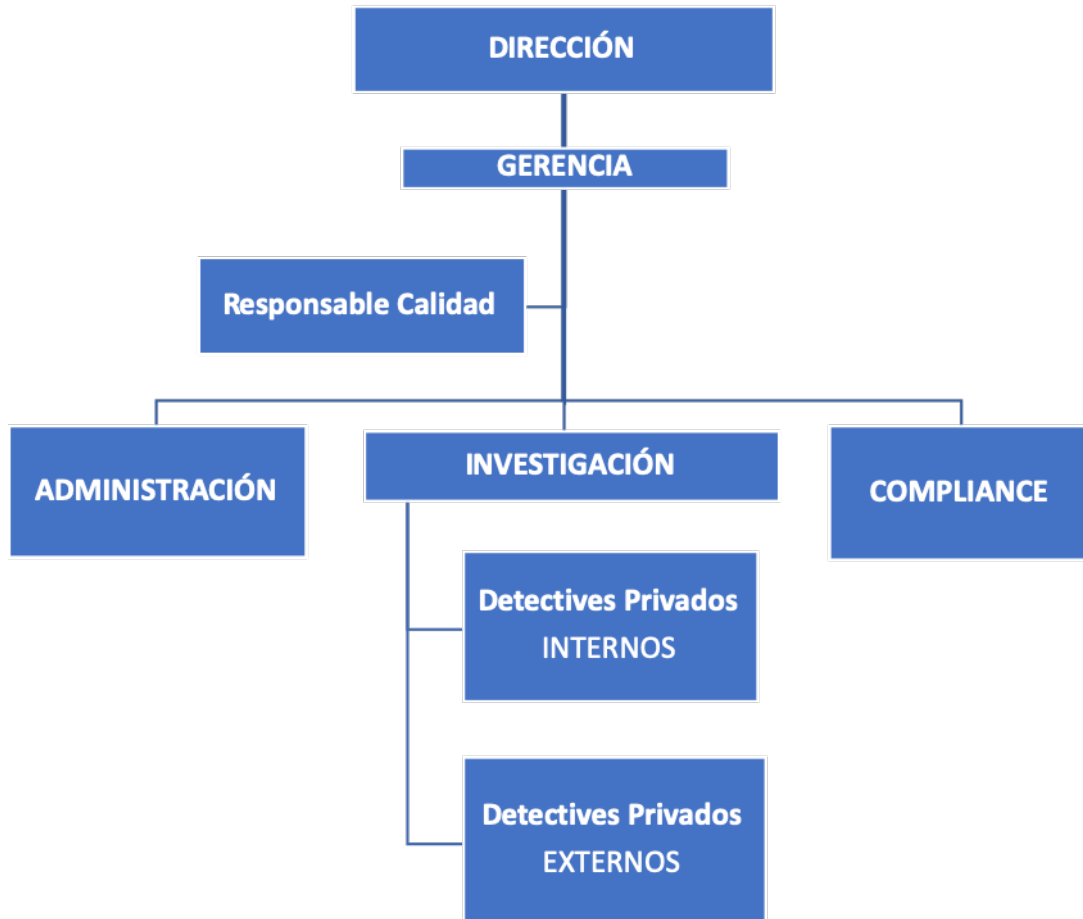 DIRECCIÓN
GERENCIA
Responsable Calidad
ADMINISTRACIÓN
INVESTIGACIÓN
COMPLIANCE
Detectives Privados
INTERNOS
Detectives Privados
EXTERNOS